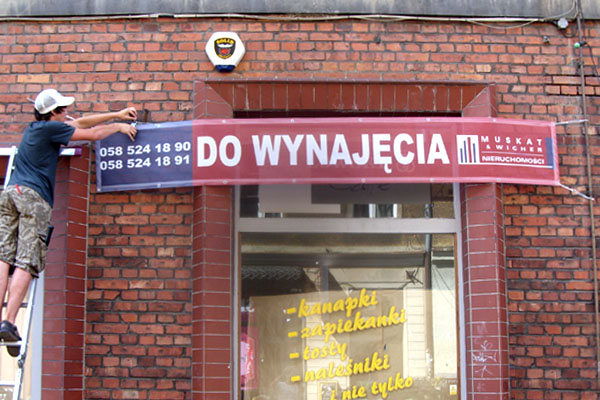 SOLID
058 524 18 90
058 524 18 91
DO WYNAJĘCIA
MUSKAT
& WICHER
NIERUCHOMOŚCI
- kanapki
- zapiekanki
- tosty
- naleśniki
i nie tylko